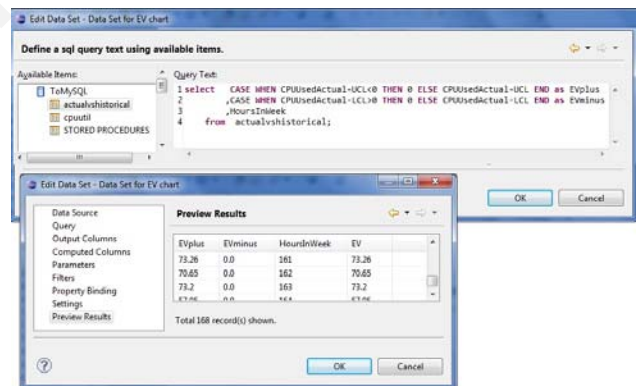 Edit Data Set - Data Set for EV chart
Define a sql query text using available items.
Available Items:
ToMySQL
actualvshistorical
cpuutil
STORED PROCEDURES
Query Text:
1 select CASE WHEN CPUUsedActual-UCL<0 THEN 0 ELSE CPUUsedActual-UCL END as EVplus
2 ,CASE WHEN CPUUsedActual-LCL>0 THEN 0 ELSE CPUUsedActual-UCL END as EVminus
3 ,HoursInWeek
4 from actualvshistorical;
OK Cancel
Edit Data Set - Data Set for EV chart
Data Source
Query
Output Columns
Computed Columns
Parameters
Filters
Property Binding
Settings
Preview Results
Preview Results
EVplus EVminus HoursInWeek EV
73.26 0.0 161 73.26
70.65 0.0 162 70.65
73.2 0.0 163 73.2
Total 168 record(s) shown.
? OK Cancel